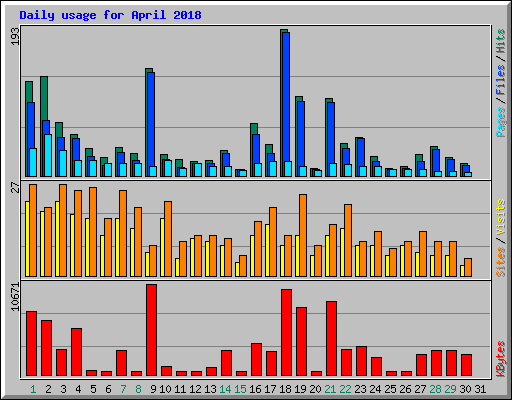 Daily usage for April 2018
193
Pages / Files / Hits
27
Sites / Visits
10671
KBytes
1 2 3 4 5 6 7 8 9 10 11 12 13 14 15 16 17 18 19 20 21 22 23 24 25 26 27 28 29 30 31